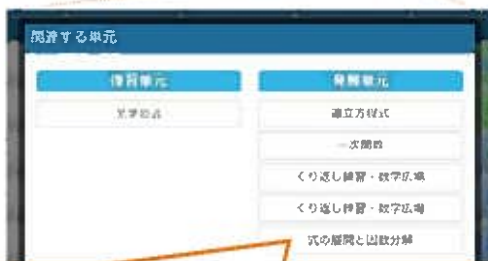 関連する単元
復習単元
発展単元
文字の式
連立方程式
一次関数
くり返し練習・数学広場
くり返し練習・数学広場
式の展開と因数分解